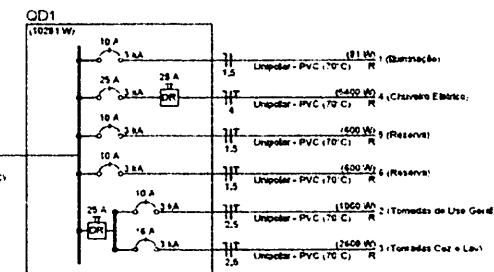 QD1
(10281 W)
10 A
3 kA
1,5
Unipolar - PVC (70°C)
(81 W)
R
1 (Iluminação)
25 A
3 kA
25 A
DR
4
Unipolar - PVC (70°C)
(5400 W)
R
4 (Chuveiro Elétrico)
10 A
3 kA
1,5
Unipolar - PVC (70°C)
(600 W)
R
5 (Reserva)
10 A
3 kA
1,5
Unipolar - PVC (70°C)
(600 W)
R
6 (Reserva)
25 A
DR
10 A
3 kA
2,5
Unipolar - PVC (70°C)
(1000 W)
R
2 (Tomadas de Uso Geral
16 A
3 kA
2,5
Unipolar - PVC (70°C)
(2600 W)
R
3 (Tomadas Coz e Lav)